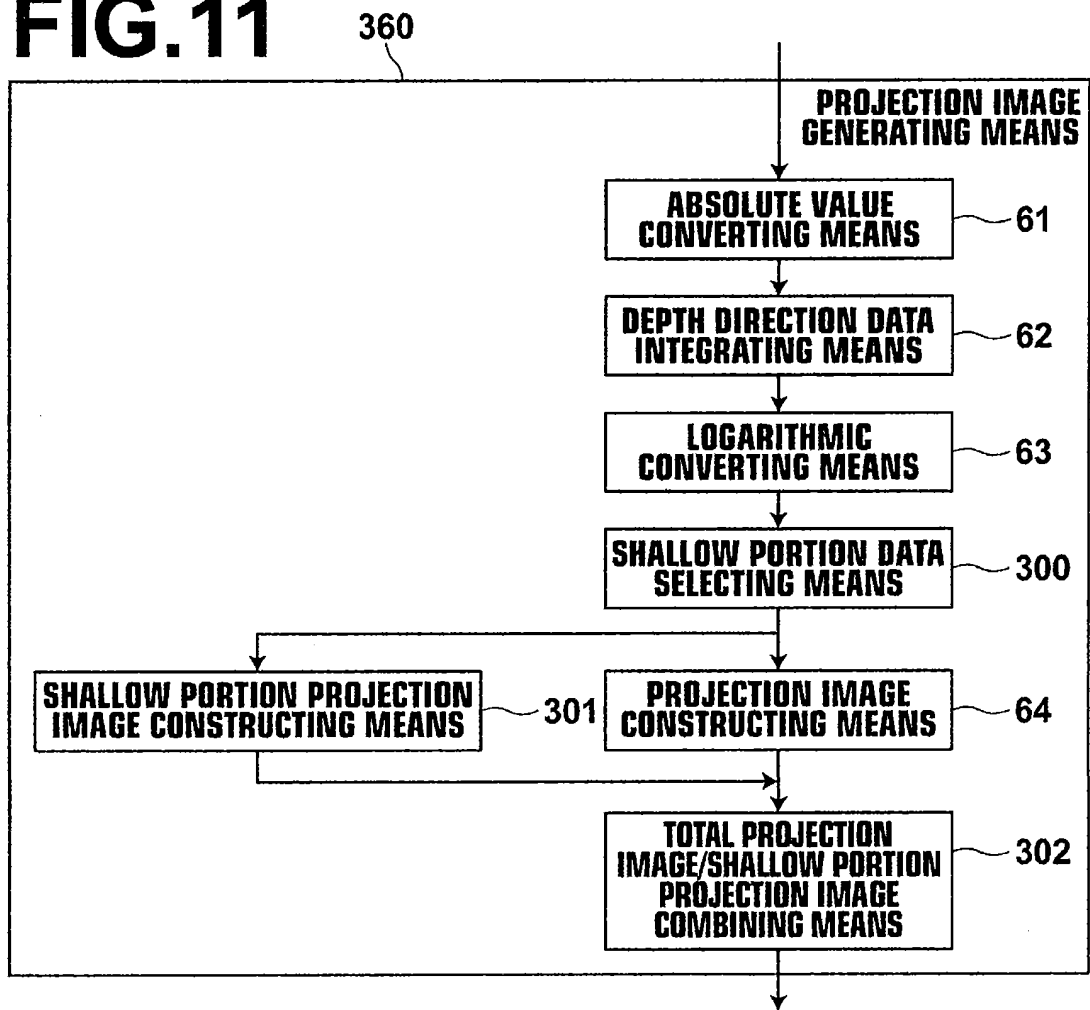 FIG.11
360
PROJECTION IMAGE
GENERATING MEANS
ABSOLUTE VALUE
CONVERTING MEANS
61
DEPTH DIRECTION DATA
INTEGRATING MEANS
62
LOGARITHMIC
CONVERTING MEANS
63
SHALLOW PORTION DATA
SELECTING MEANS
300
SHALLOW PORTION PROJECTION
IMAGE CONSTRUCTING MEANS
301
PROJECTION IMAGE
CONSTRUCTING MEANS
64
TOTAL PROJECTION
IMAGE/SHALLOW PORTION
PROJECTION IMAGE
COMBINING MEANS
302